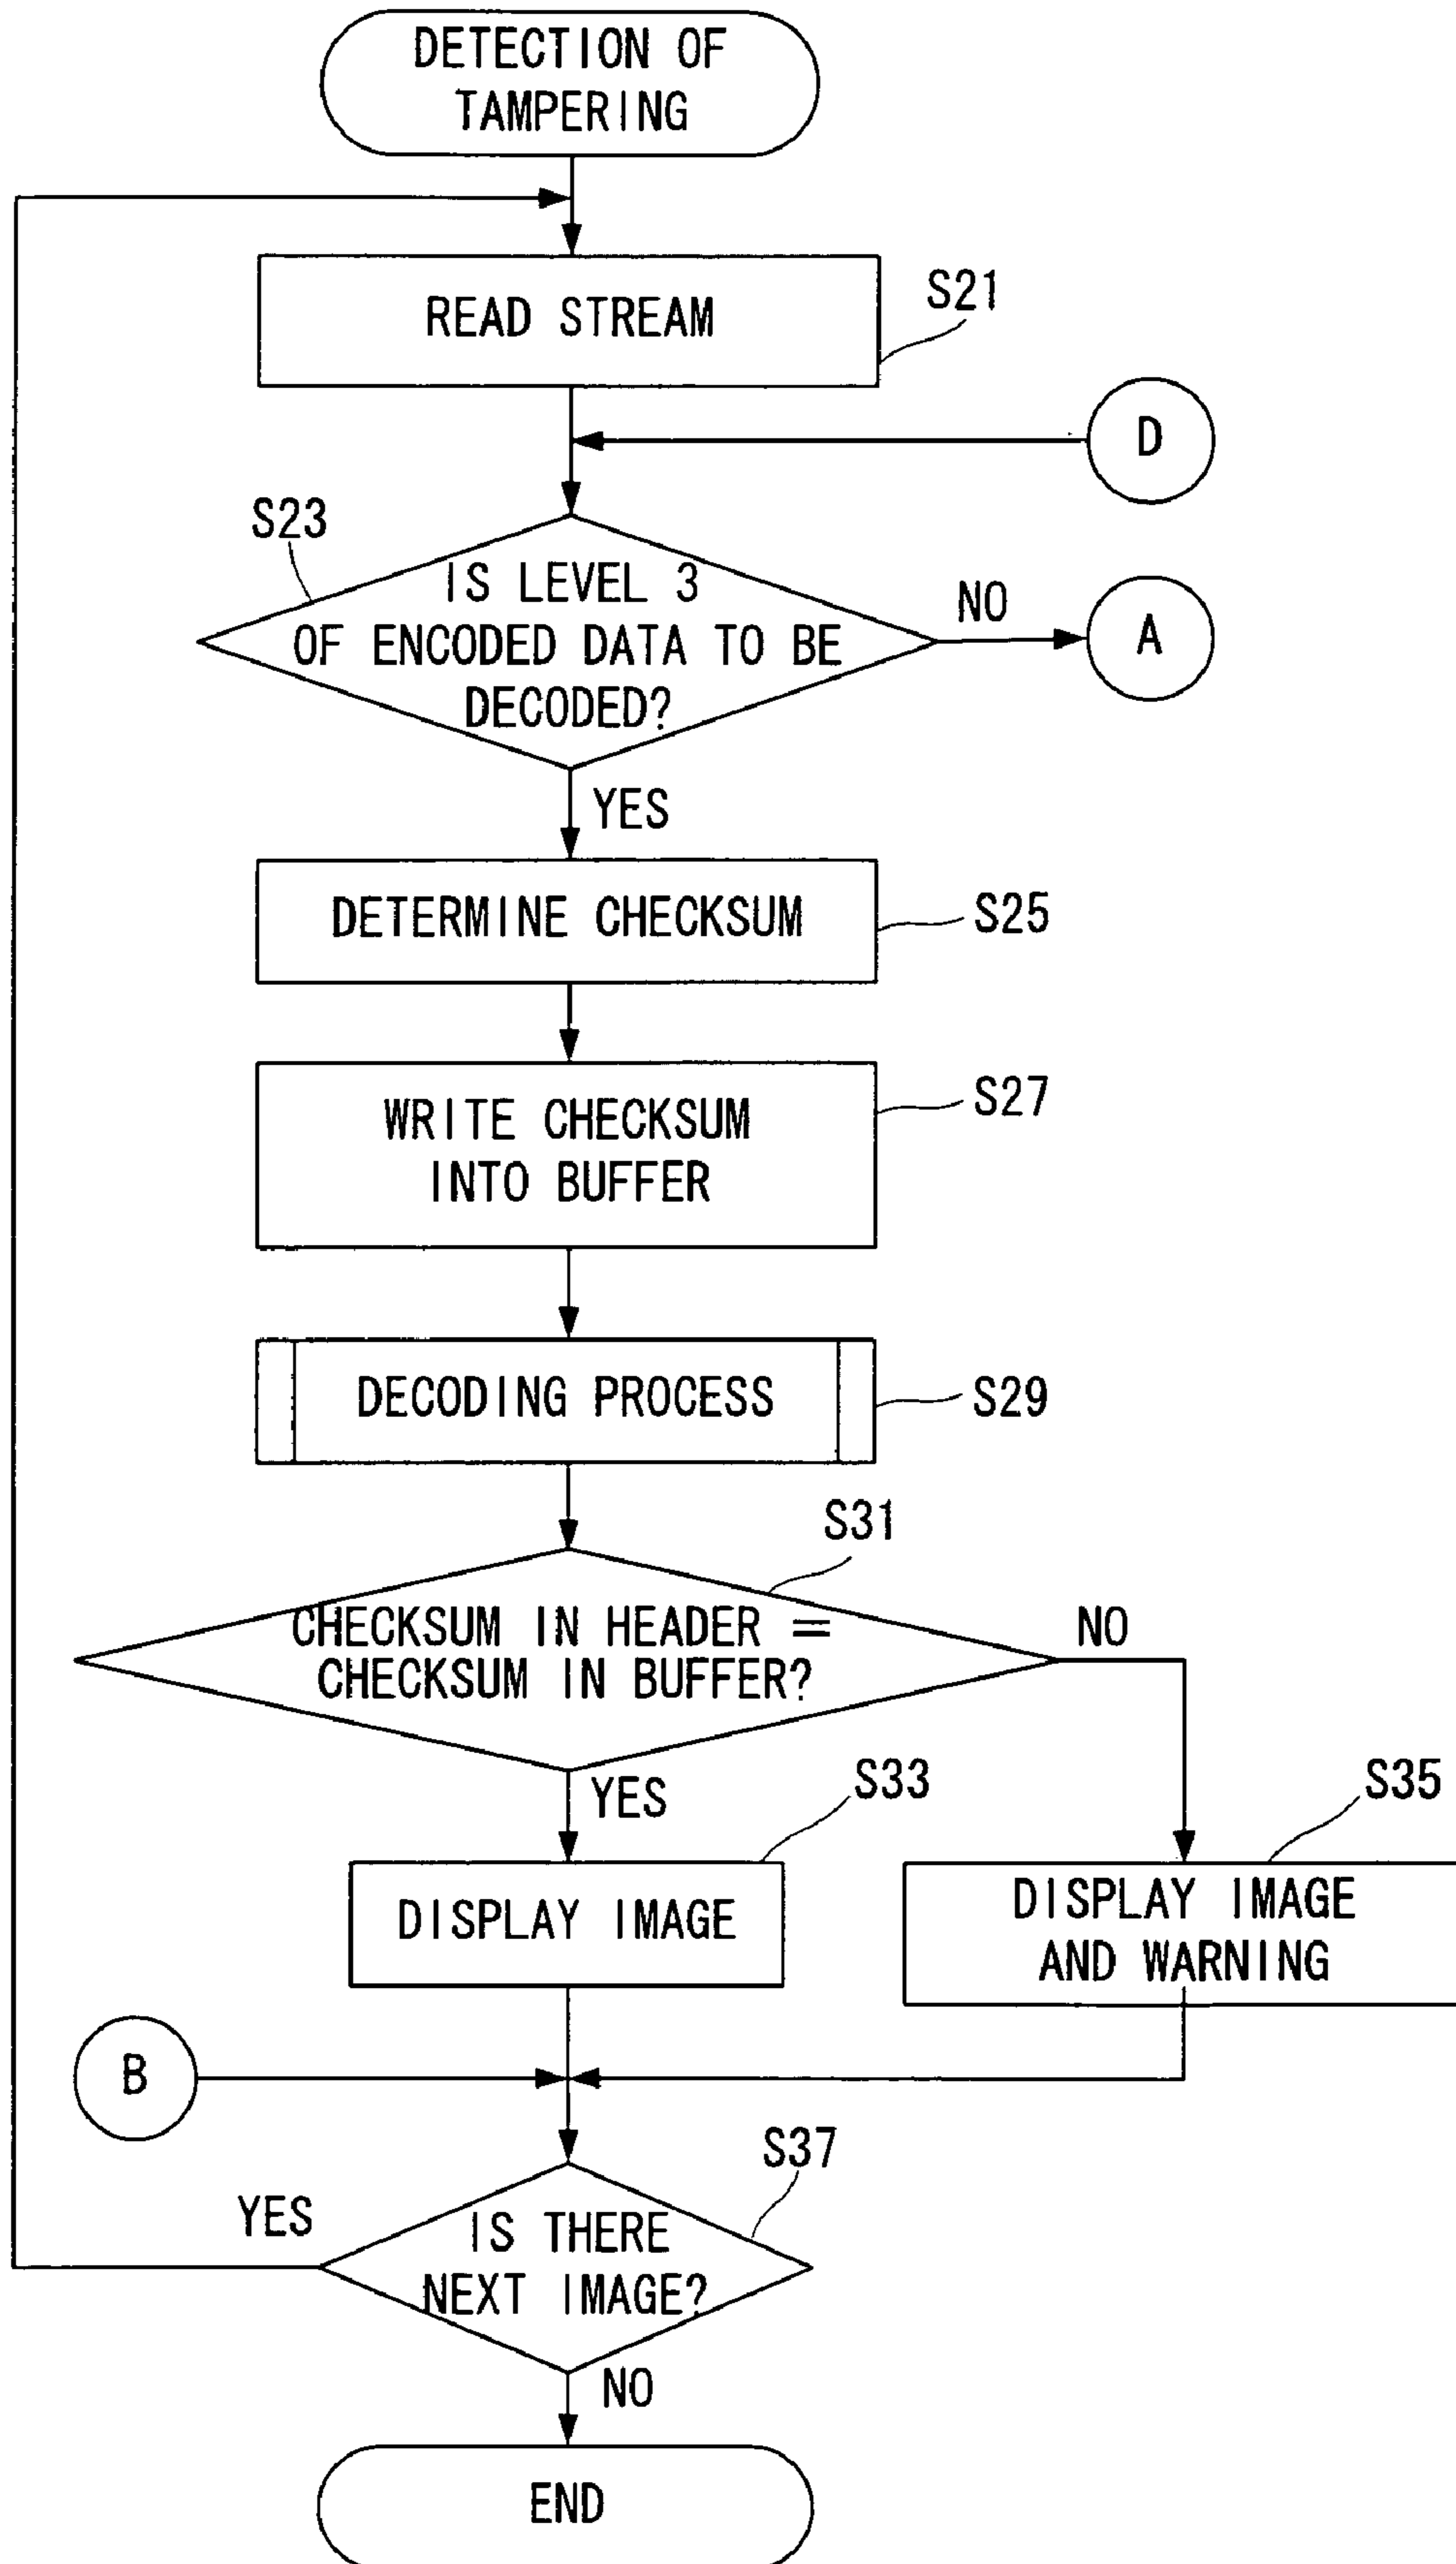 DETECTION OF
TAMPERING
READ STREAM
S21
D
S23
IS LEVEL 3
OF ENCODED DATA TO BE
DECODED?
NO
A
YES
DETERMINE CHECKSUM
S25
WRITE CHECKSUM
INTO BUFFER
S27
DECODING PROCESS
S29
S31
CHECKSUM IN HEADER =
CHECKSUM IN BUFFER?
NO
YES
S33
S35
DISPLAY IMAGE
DISPLAY IMAGE
AND WARNING
B
S37
YES
IS THERE
NEXT IMAGE?
NO
END